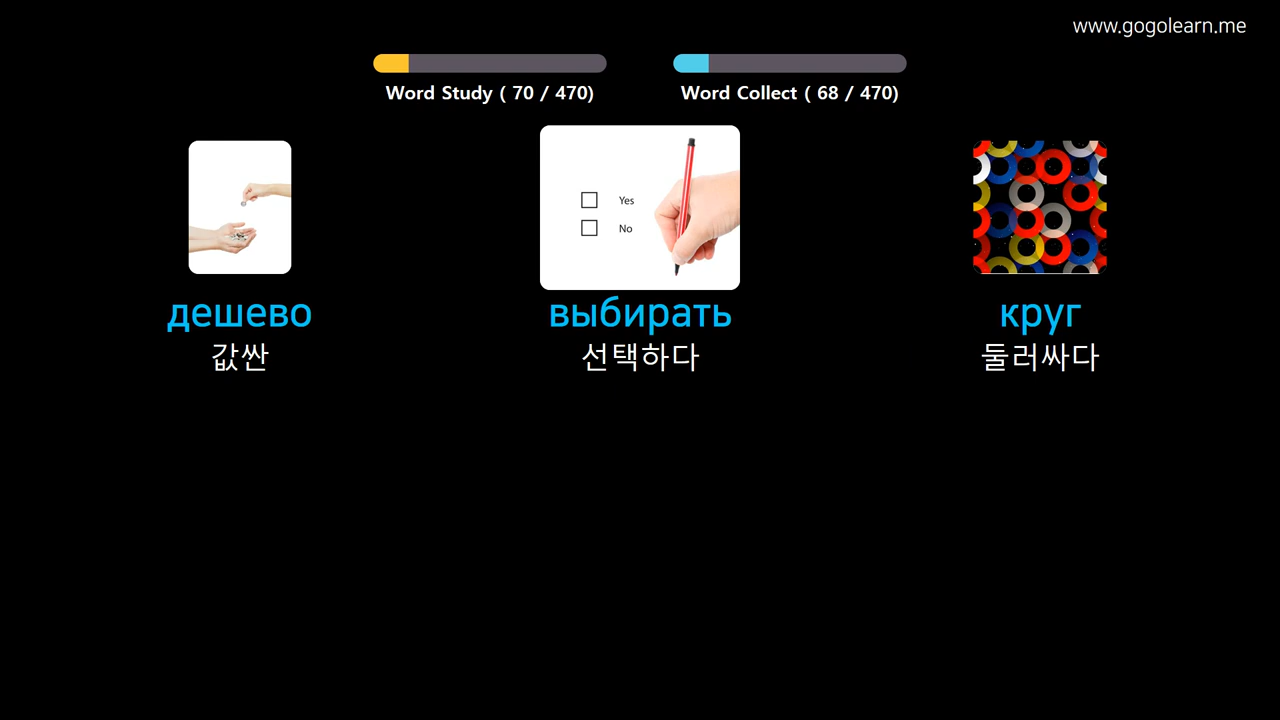 www.gogolearn.me
Word Study ( 70 / 470)
Word Collect ( 68 / 470)
Yes
No
дешево
выбирать
круг
값싼
선택하다
둘러싸다